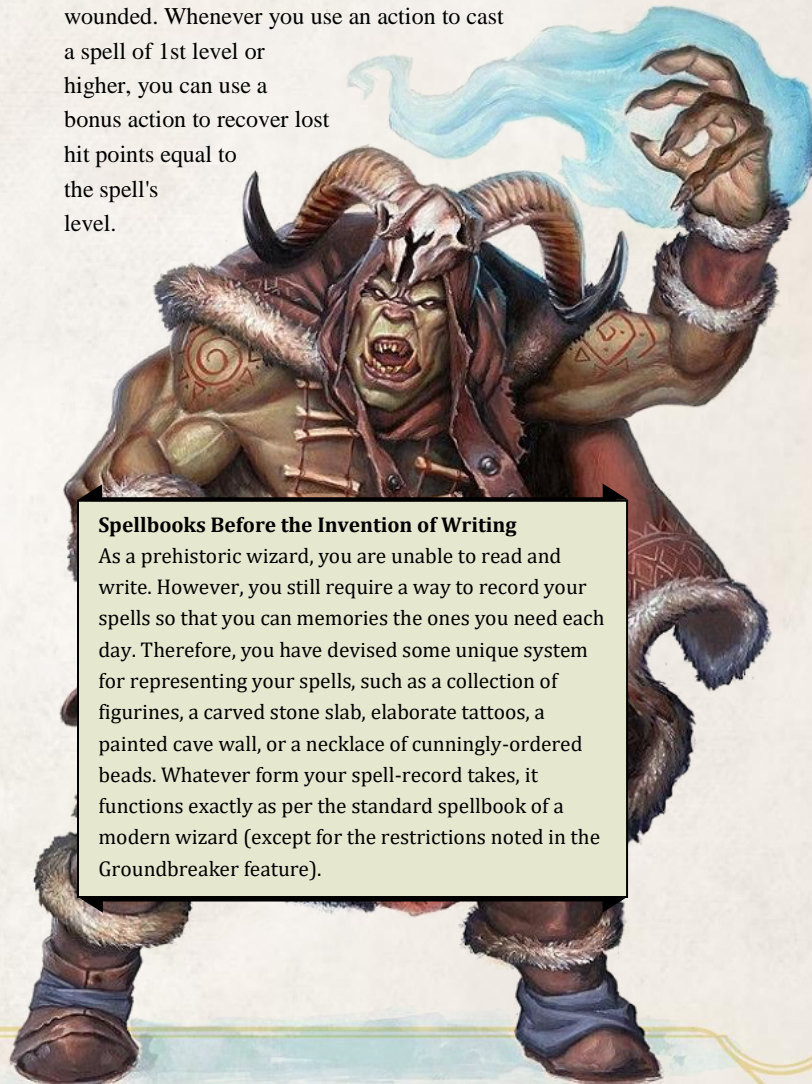 wounded. Whenever you use an action to cast
a spell of 1st level or
higher, you can use a
bonus action to recover lost
hit points equal to
the spell's
level.
Spellbooks Before the Invention of Writing
As a prehistoric wizard, you are unable to read and
write. However, you still require a way to record your
spells so that you can memories the ones you need each
day. Therefore, you have devised some unique system
for representing your spells, such as a collection of
figurines, a carved stone slab, elaborate tattoos, a
painted cave wall, or a necklace of cunningly-ordered
beads. Whatever form your spell-record takes, it
functions exactly as per the standard spellbook of a
modern wizard (except for the restrictions noted in the
Groundbreaker feature).